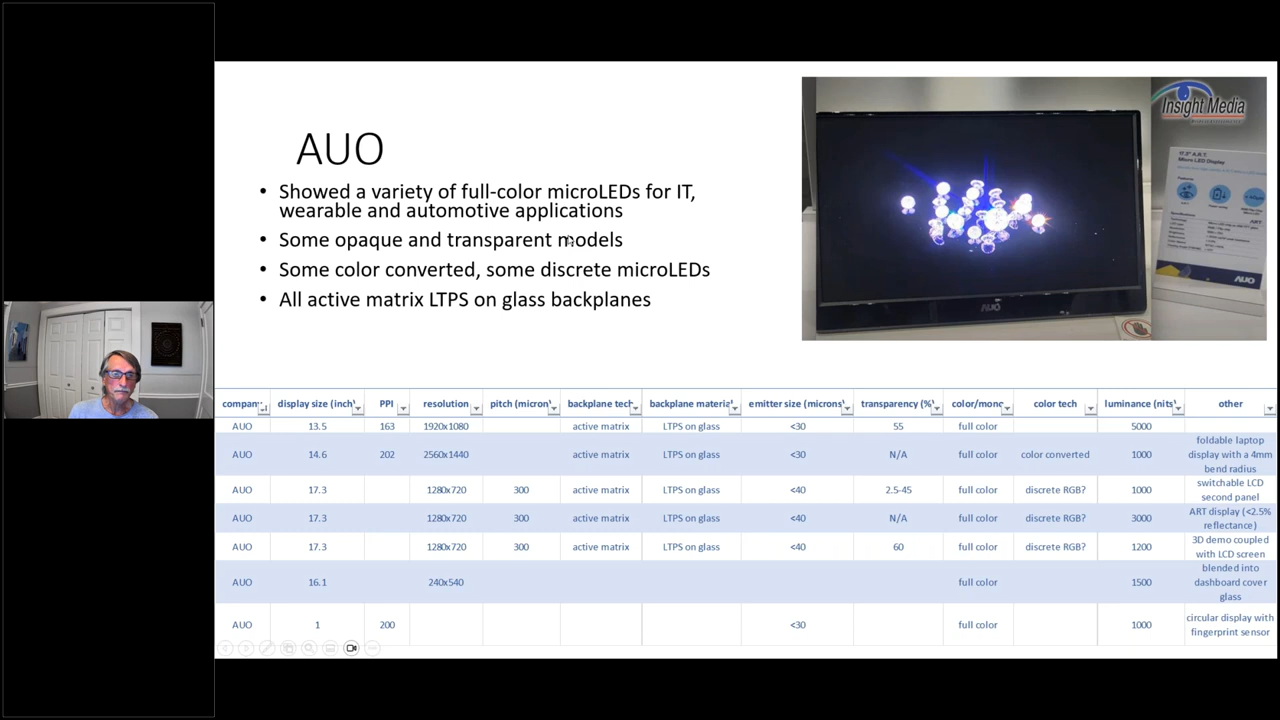 AUO
• Showed a variety of full-color microLEDs for IT,
wearable and automotive applications
• Some opaque and transparent models
• Some color converted, some discrete microLEDs
• All active matrix LTPS on glass backplanes
Insight Media
17.3" A.R.T.
Micro LED Display
AUO
AUO
company display size (inch) PPI resolution pitch (micron) backplane tech backplane materia emitter size (microns) transparency (%) color/mono color tech luminance (nits) other
AUO 13.5 163 1920x1080 active matrix LTPS on glass <30 55 full color 5000
AUO 14.6 202 2560x1440 active matrix LTPS on glass <30 N/A full color color converted 1000 foldable laptop
display with a 4mm
bend radius
AUO 17.3 1280x720 300 active matrix LTPS on glass <40 2.5-45 full color discrete RGB? 1000 switchable LCD
second panel
AUO 17.3 1280x720 300 active matrix LTPS on glass <40 N/A full color discrete RGB? 3000 ART display (<2.5%
reflectance)
AUO 17.3 1280x720 300 active matrix LTPS on glass <40 60 full color discrete RGB? 1200 3D demo coupled
with LCD screen
AUO 16.1 240x540 full color 1500 blended into
dashboard cover
glass
AUO 1 200 <30 full color 1000 circular display with
fingerprint sensor